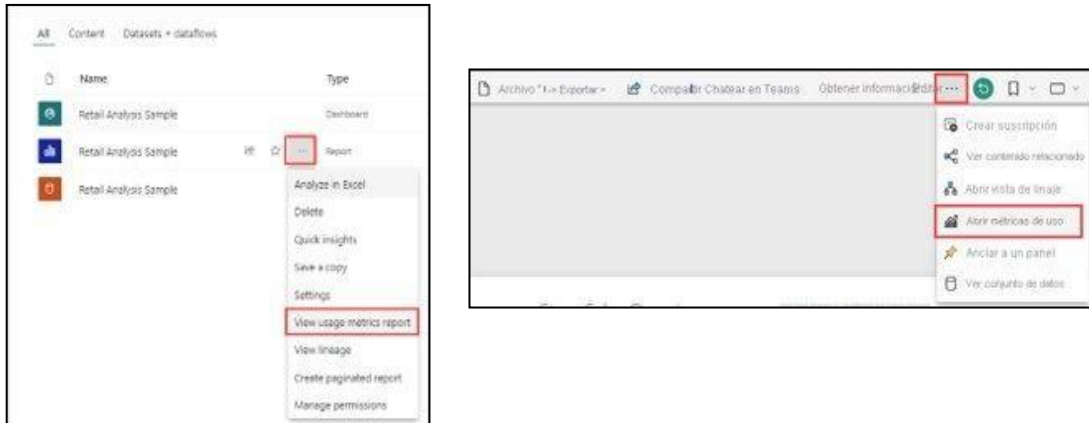 All Content Datasets + dataflows
Name Type
Retail Analysis Sample Dashboard
Retail Analysis Sample ... Report
Retail Analysis Sample
Analyze in Excel
Delete
Quick insights
Save a copy
Settings
View usage metrics report
View lineage
Create paginated report
Manage permissions
Archivo Exportar Compartir Chatear en Teams Obtener información ...
Crear suscripción
Ver contenido relacionado
Abrir vista de linaje
Abrir métricas de uso
Anclar a un panel
Ver conjunto de datos